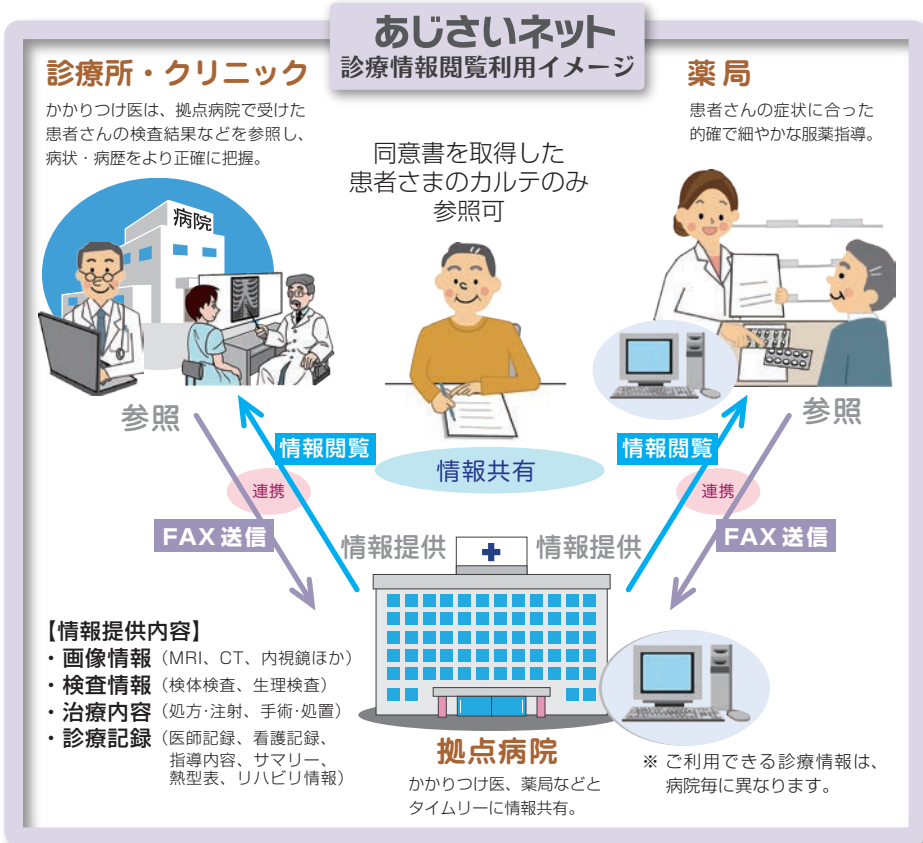 あじさいネット
診療情報閲覧利用イメージ
診療所・クリニック
かかりつけ医は、拠点病院で受けた
患者さんの検査結果などを参照し、
病状・病歴をより正確に把握。
病院
同意書を取得した
患者さまのカルテのみ
参照可
薬局
患者さんの症状に合った
的確で細やかな服薬指導。
参照
情報閲覧
連携
FAX 送信
情報共有
参照
情報閲覧
連携
FAX 送信
情報提供
情報提供
【情報提供内容】
・画像情報（MRI、CT、内視鏡ほか）
・検査情報（検体検査、生理検査）
・治療内容（処方･注射、手術･処置）
・診療記録（医師記録、看護記録、
指導内容、サマリー、
熱型表、リハビリ情報）
拠点病院
かかりつけ医、薬局などと
タイムリーに情報共有。
※ ご利用できる診療情報は、
病院毎に異なります。